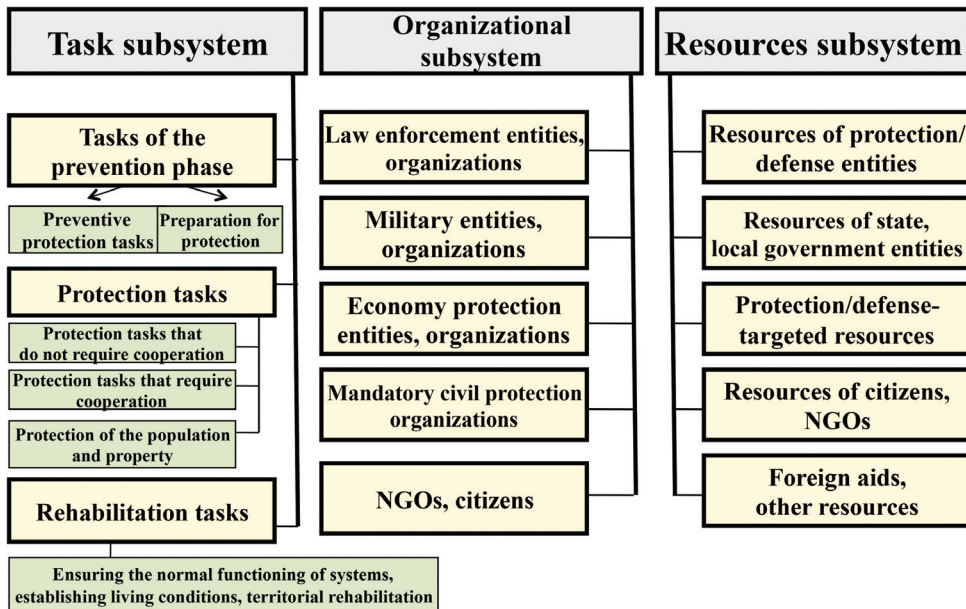 Task subsystem
Tasks of the
prevention phase
Preventive
protection tasks
Preparation for
protection
Protection tasks
Protection tasks that
do not require cooperation
Protection tasks that require
cooperation
Protection of the population
and property
Rehabilitation tasks
Ensuring the normal functioning of systems,
establishing living conditions, territorial rehabilitation
Organizational
subsystem
Law enforcement entities,
organizations
Military entities,
organizations
Economy protection
entities, organizations
Mandatory civil protection
organizations
NGOs, citizens
Resources subsystem
Resources of protection/
defense entities
Resources of state,
local government entities
Protection/defense-
targeted resources
Resources of citizens,
NGOs
Foreign aids,
other resources